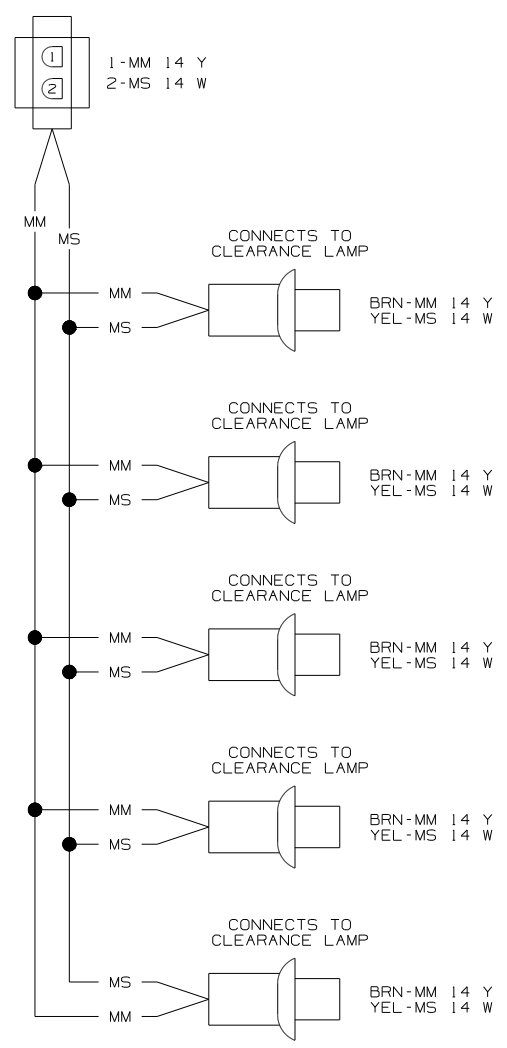 1
1-MM 14 Y
2
2-MS 14 W
MM
MS
CONNECTS TO
CLEARANCE LAMP
MM
BRN-MM 14 Y
YEL-MS 14 W
MS
CONNECTS TO
CLEARANCE LAMP
MM
BRN-MM 14 Y
YEL-MS 14 W
MS
CONNECTS TO
CLEARANCE LAMP
MM
BRN-MM 14 Y
YEL-MS 14 W
MS
CONNECTS TO
CLEARANCE LAMP
MM
BRN-MM 14 Y
YEL-MS 14 W
MS
CONNECTS TO
CLEARANCE LAMP
MS
BRN-MM 14 Y
YEL-MS 14 W
MM